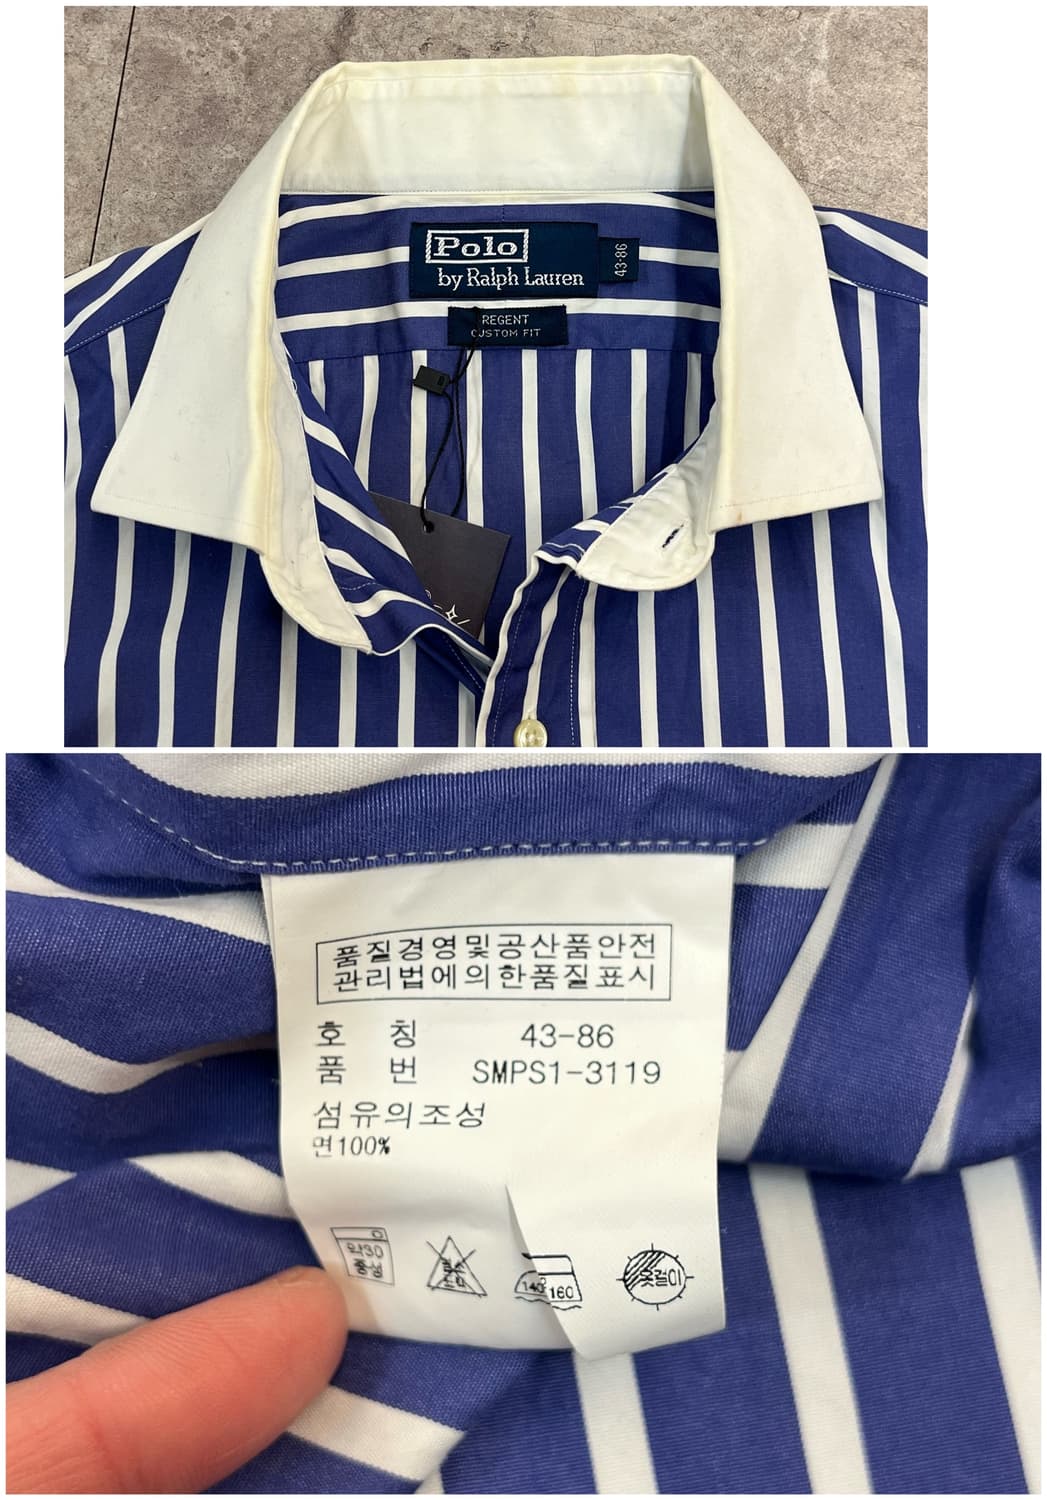 Polo
by Ralph Lauren
43-86
REGENT
CUSTOM FIT
품질경영및공산품안전
관리법에의한품질표시
호 칭 43-86
품 번 SMPS1-3119
섬유의조성
면100%
약30
중성
염소
140~160
옷걸이